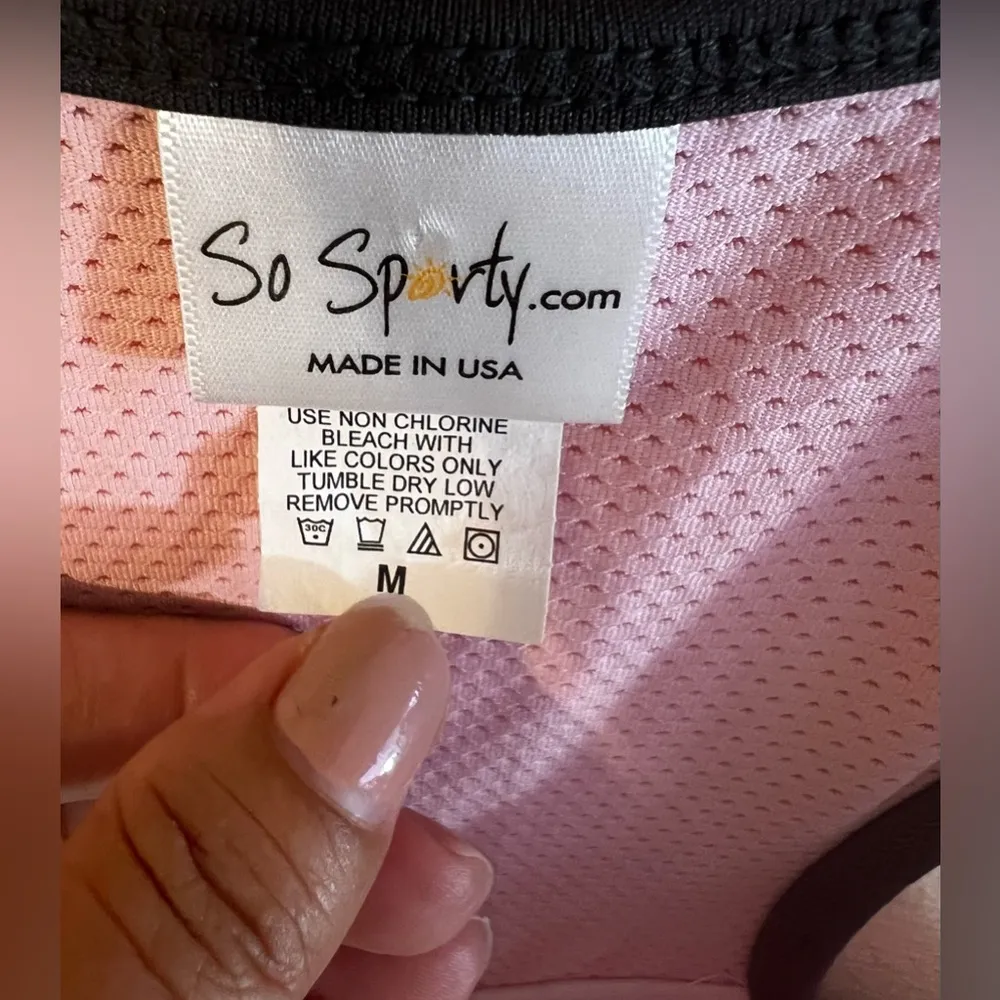 So Sporty.com
MADE IN USA
USE NON CHLORINE
BLEACH WITH
LIKE COLORS ONLY
TUMBLE DRY LOW
REMOVE PROMPTLY
30C
M